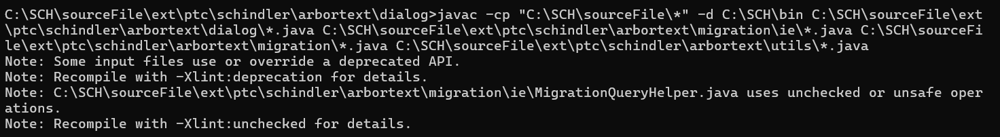 C:\SCH\sourceFile\ext\ptc\schindler\arbortext\dialog>javac -cp "C:\SCH\sourceFile\*" -d C:\SCH\bin C:\SCH\sourceFile\ext
\ptc\schindler\arbortext\dialog\*.java C:\SCH\sourceFile\ext\ptc\schindler\arbortext\migration\ie\*.java C:\SCH\sourceFi
le\ext\ptc\schindler\arbortext\migration\*.java C:\SCH\sourceFile\ext\ptc\schindler\arbortext\utils\*.java
Note: Some input files use or override a deprecated API.
Note: Recompile with -Xlint:deprecation for details.
Note: C:\SCH\sourceFile\ext\ptc\schindler\arbortext\migration\ie\MigrationQueryHelper.java uses unchecked or unsafe oper
ations.
Note: Recompile with -Xlint:unchecked for details.